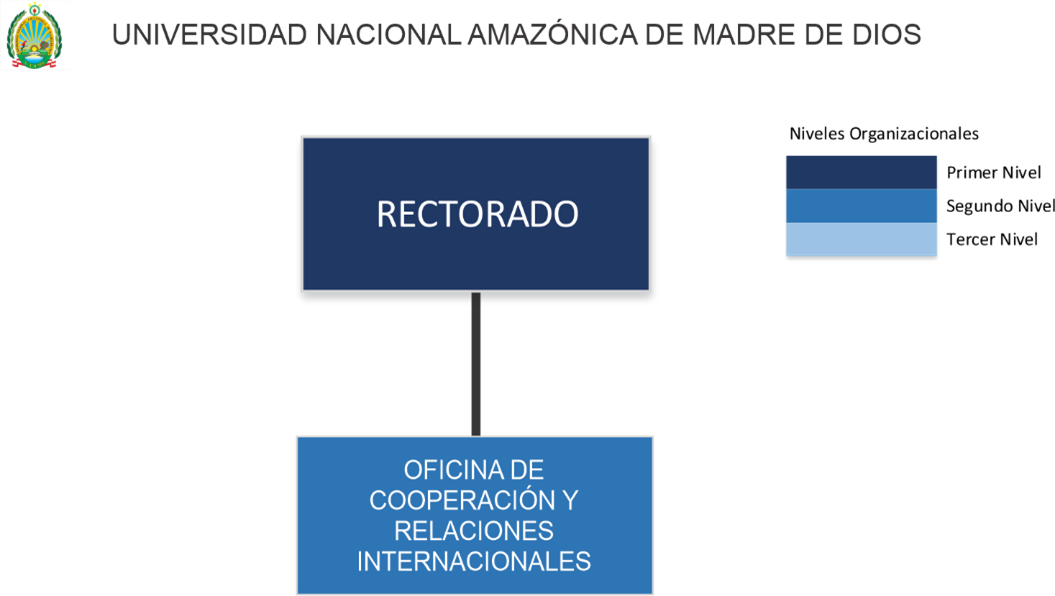 UNIVERSIDAD NACIONAL AMAZÓNICA DE MADRE DE DIOS
Niveles Organizacionales
Primer Nivel
Segundo Nivel
Tercer Nivel
RECTORADO
OFICINA DE
COOPERACIÓN Y
RELACIONES
INTERNACIONALES